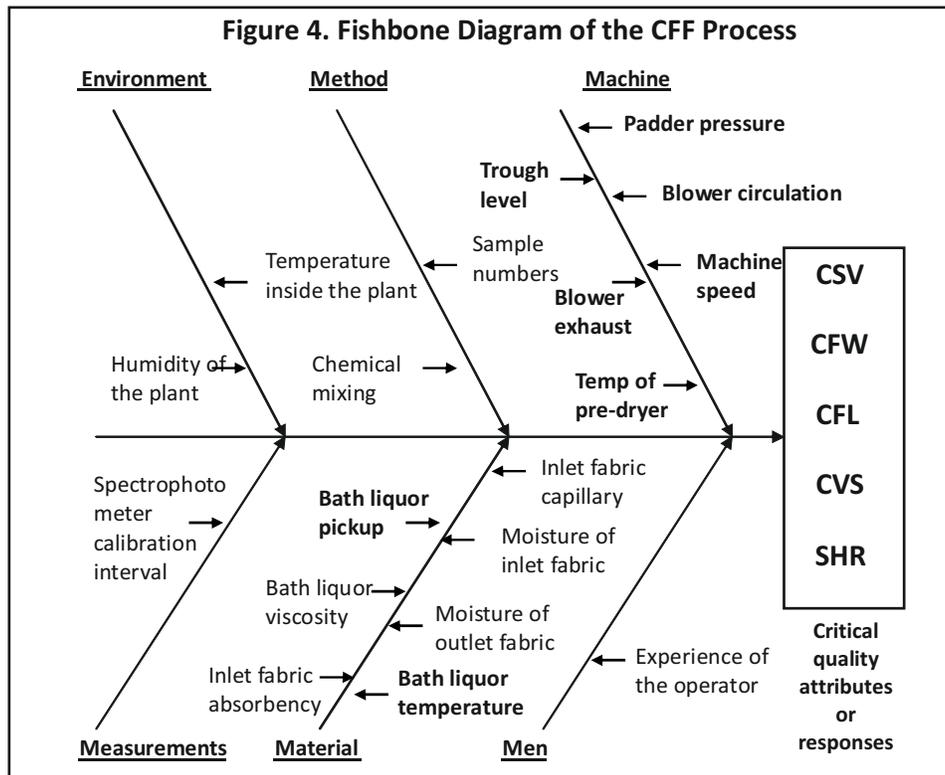 Figure 4. Fishbone Diagram of the CFF Process
Environment
Method
Machine
Padder pressure
Trough
level
Blower circulation
Sample
numbers
Temperature
inside the plant
Machine
speed
Blower
exhaust
Humidity of
the plant
Chemical
mixing
Temp of
pre-dryer
CSV
CFW
CFL
CVS
SHR
Critical
quality
attributes
or
responses
Spectrophoto
meter
calibration
interval
Inlet fabric
capillary
Bath liquor
pickup
Moisture of
inlet fabric
Bath liquor
viscosity
Moisture of
outlet fabric
Inlet fabric
absorbency
Bath liquor
temperature
Experience of
the operator
Measurements
Material
Men